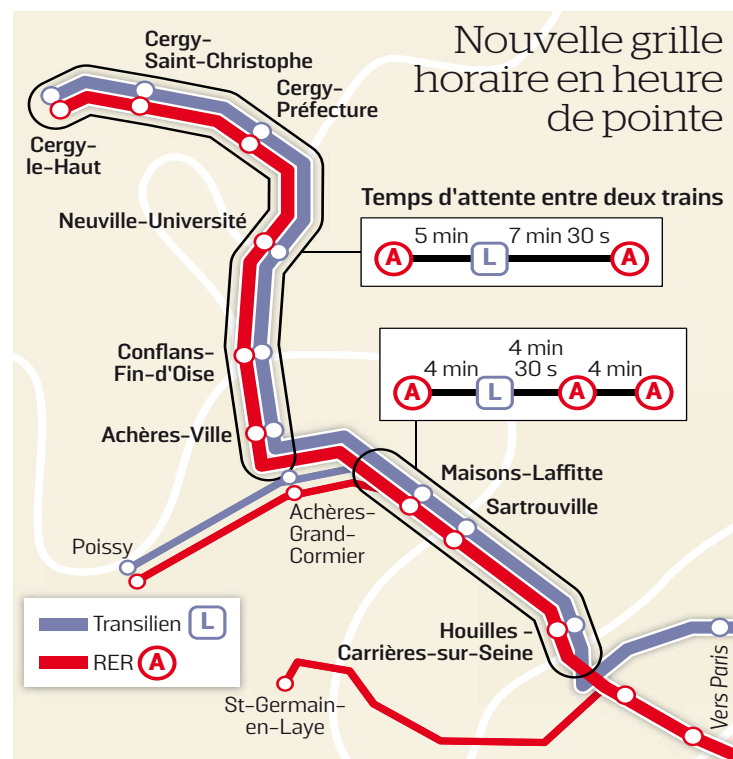 Nouvelle grille
horaire en heure
de pointe
Cergy-
Saint-Christophe
Cergy-
Préfecture
Cergy-
le-Haut
Temps d'attente entre deux trains
5 min 7 min 30 s
A L A
Neuville-Université
4 min
4 min 30 s 4 min
A L A A
Conflans-
Fin-d'Oise
Achères-Ville
Maisons-Laffitte
Sartrouville
Achères-
Grand-
Cormier
Poissy
Transilien L
RER A
Houilles -
Carrières-sur-Seine
St-Germain-
en-Laye
Vers Paris